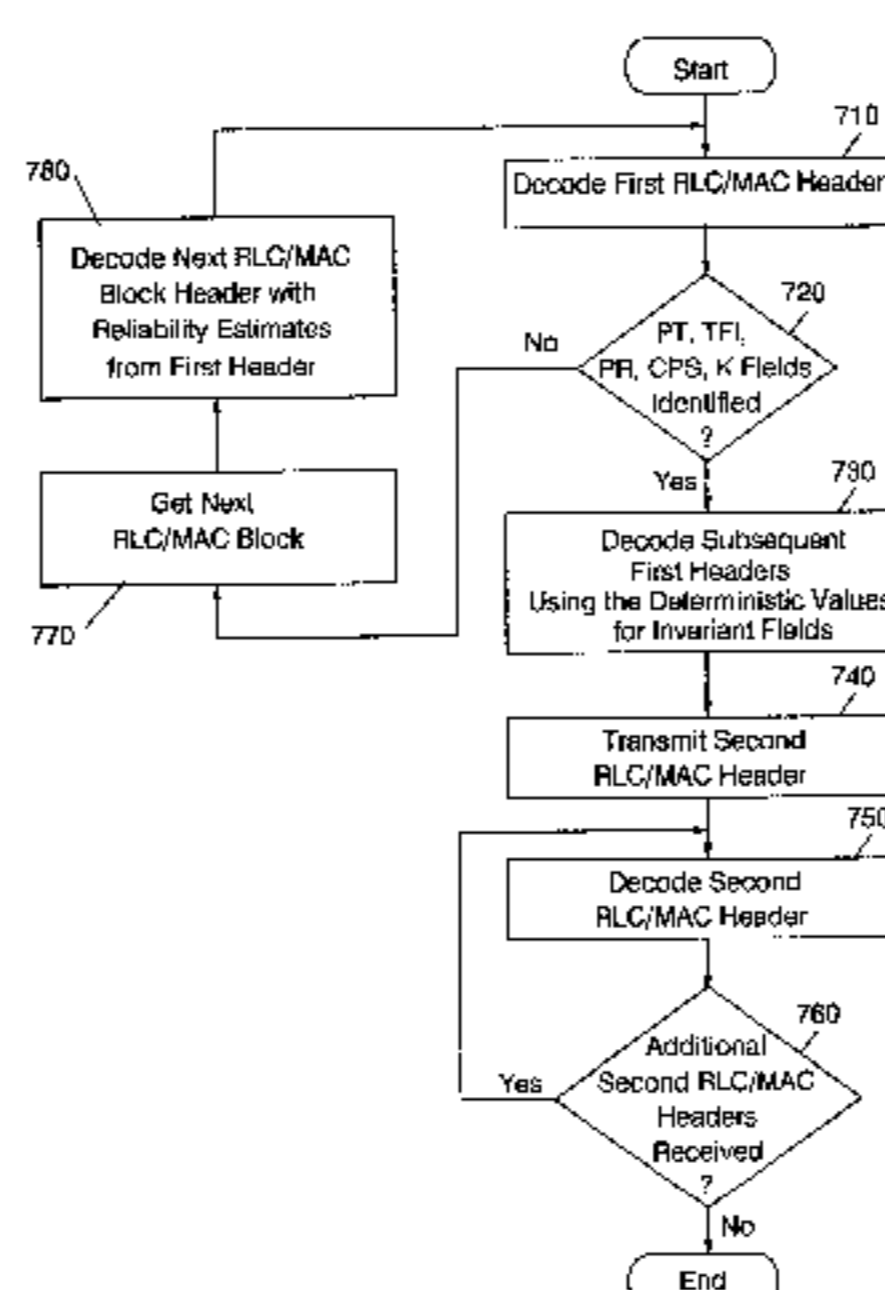 Start
710
Decode First RLC/MAC Header
780
Decode Next RLC/MAC
Block Header with
Reliability Estimates
from First Header
720
No
PT, TFI,
PR, CPS, K Fields
Identified
?
Yes
730
Get Next
RLC/MAC Block
770
Decode Subsequent
First Headers
Using the Deterministic Values
for Invariant Fields
740
Transmit Second
RLC/MAC Header
750
Decode Second
RLC/MAC Header
760
Additional
Second RLC/MAC
Headers
Received
?
Yes
No
End